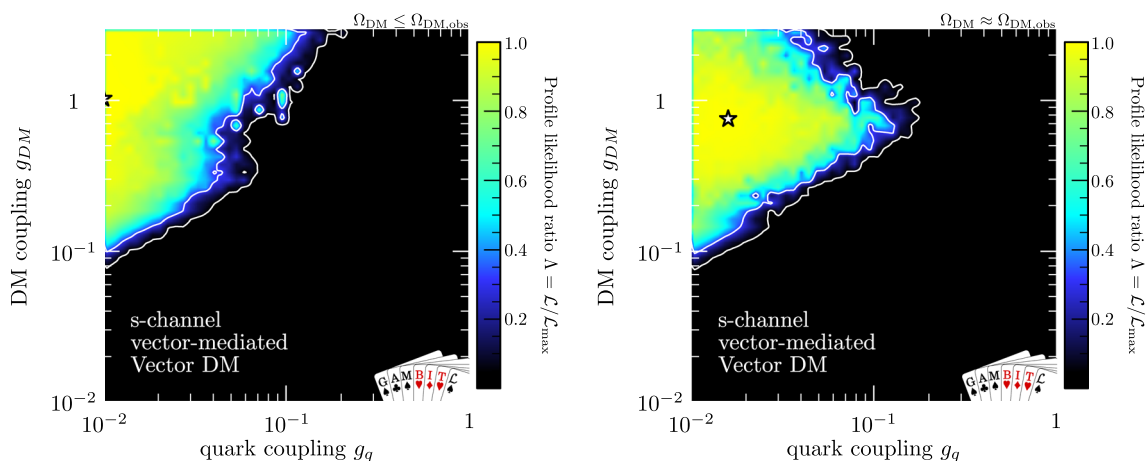 Ω_DM ≤ Ω_DM,obs
1
10⁻¹
10⁻²
10⁻²
10⁻¹
1
DM coupling g_DM
quark coupling g_q
s-channel
vector-mediated
Vector DM
GAMBIT ℒ
1.0
0.8
0.6
0.4
0.2
Profile likelihood ratio Λ = ℒ/ℒ_max
Ω_DM ≈ Ω_DM,obs
1
10⁻¹
10⁻²
10⁻²
10⁻¹
1
DM coupling g_DM
quark coupling g_q
s-channel
vector-mediated
Vector DM
GAMBIT ℒ
1.0
0.8
0.6
0.4
0.2
Profile likelihood ratio Λ = ℒ/ℒ_max